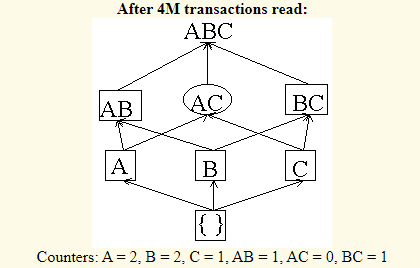 After 4M transactions read:
ABC
AB AC BC
A B C
{ }
Counters: A = 2, B = 2, C = 1, AB = 1, AC = 0, BC = 1